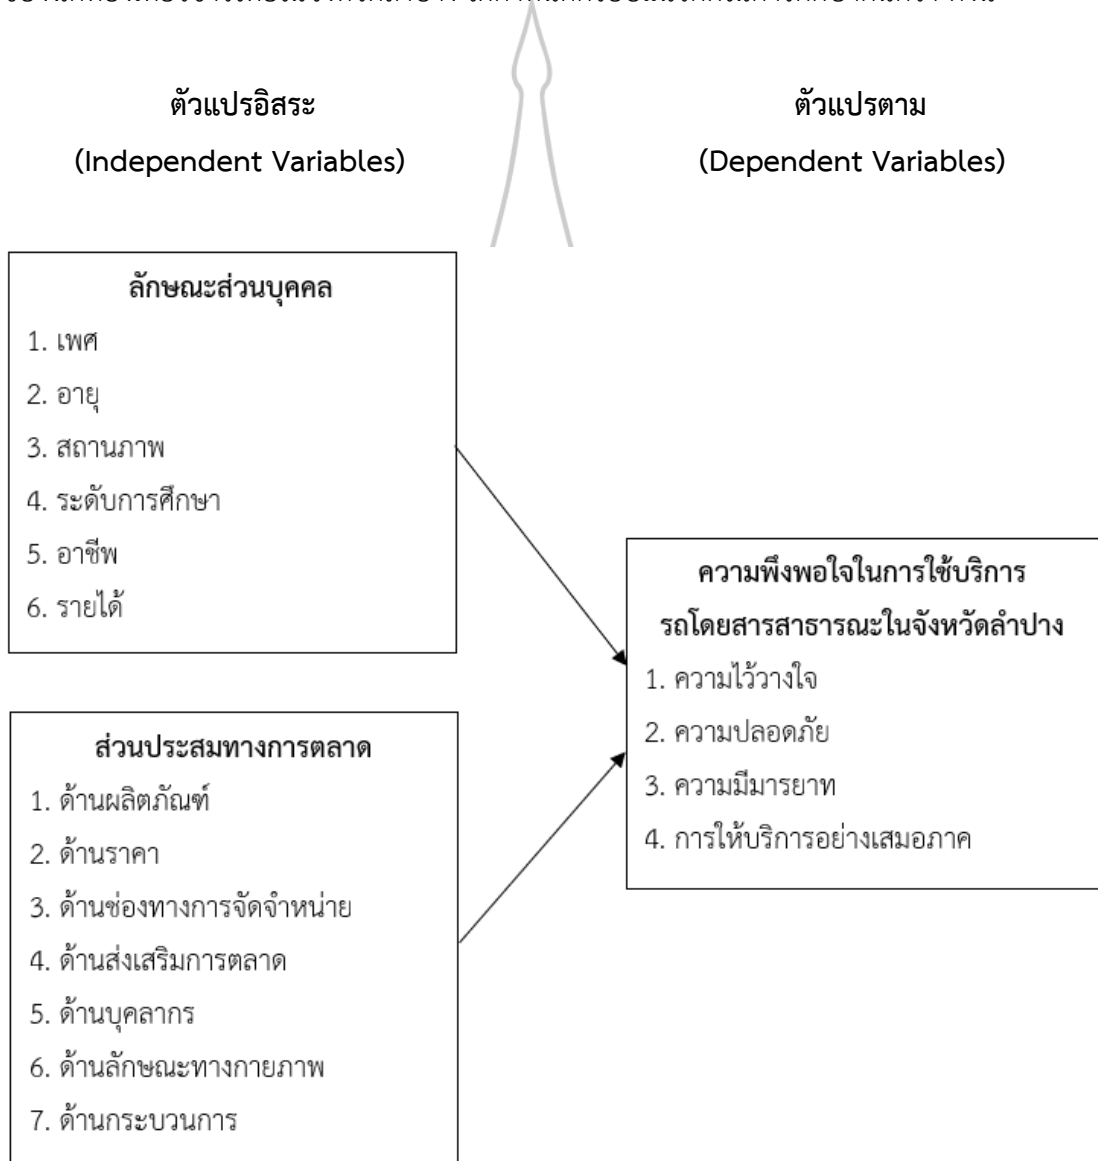 ตัวแปรอิสระ
(Independent Variables)
ตัวแปรตาม
(Dependent Variables)
ลักษณะส่วนบุคคล
1. เพศ
2. อายุ
3. สถานภาพ
4. ระดับการศึกษา
5. อาชีพ
6. รายได้
ส่วนประสมทางการตลาด
1. ด้านผลิตภัณฑ์
2. ด้านราคา
3. ด้านช่องทางการจัดจำหน่าย
4. ด้านส่งเสริมการตลาด
5. ด้านบุคลากร
6. ด้านลักษณะทางกายภาพ
7. ด้านกระบวนการ
ความพึงพอใจในการใช้บริการ
รถโดยสารสาธารณะในจังหวัดลำปาง
1. ความไว้วางใจ
2. ความปลอดภัย
3. ความมีมารยาท
4. การให้บริการอย่างเสมอภาค